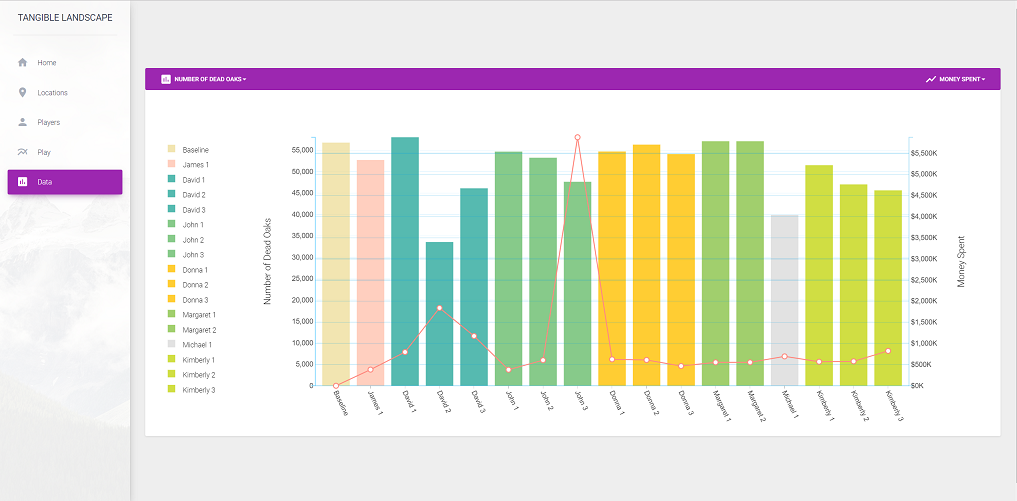 TANGIBLE LANDSCAPE
Home
Locations
Players
Play
Data
NUMBER OF DEAD OAKS
MONEY SPENT
Baseline
James 1
David 1
David 2
David 3
John 1
John 2
John 3
Donna 1
Donna 2
Donna 3
Margaret 1
Margaret 2
Michael 1
Kimberly 1
Kimberly 2
Kimberly 3
Number of Dead Oaks
55,000
50,000
45,000
40,000
35,000
30,000
25,000
20,000
15,000
10,000
5,000
0
Baseline
James 1
David 1
David 2
David 3
John 1
John 2
John 3
Donna 1
Donna 2
Donna 3
Margaret 1
Margaret 2
Michael 1
Kimberly 1
Kimberly 2
Kimberly 3
$5,500K
$5,000K
$4,500K
$4,000K
$3,500K
$3,000K
$2,500K
$2,000K
$1,500K
$1,000K
$500K
$0K
Money Spent